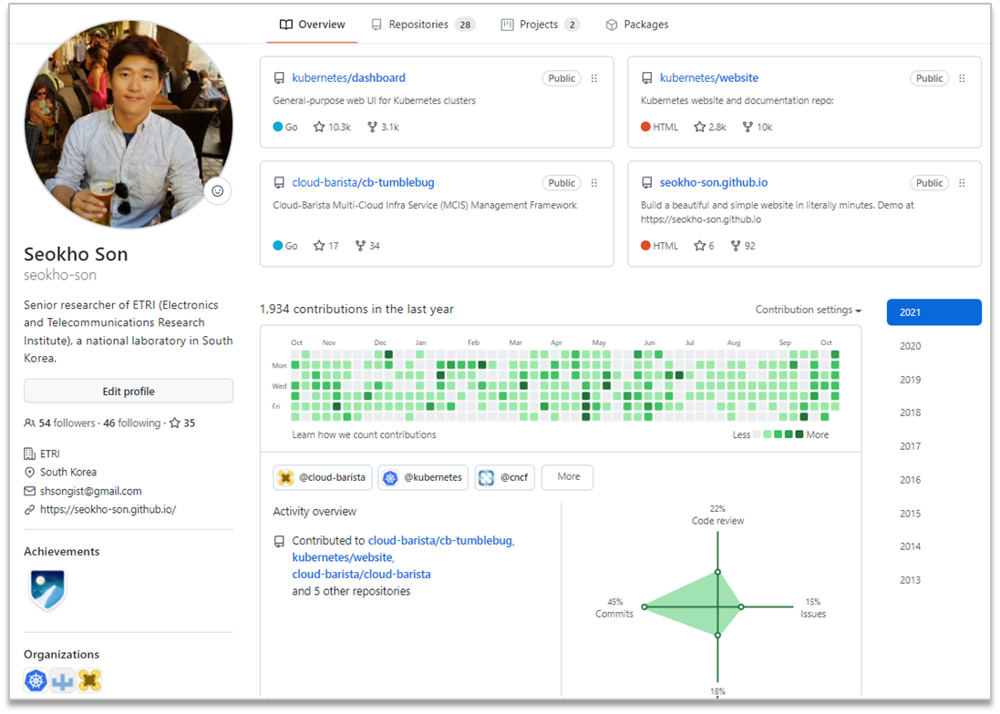 Overview
Repositories 28
Projects 2
Packages
kubernetes/dashboard
Public
General-purpose web UI for Kubernetes clusters
Go 10.3k 3.1k
kubernetes/website
Public
Kubernetes website and documentation repo:
HTML 2.8k 10k
cloud-barista/cb-tumblebug
Public
Cloud-Barista Multi-Cloud Infra Service (MCIS) Management Framework
Go 17 34
seokho-son.github.io
Public
Build a beautiful and simple website in literally minutes. Demo at
https://seokho-son.github.io
HTML 6 92
Seokho Son
seokho-son
Senior researcher of ETRI (Electronics
and Telecommunications Research
Institute), a national laboratory in South
Korea.
Edit profile
54 followers · 46 following · 35
ETRI
South Korea
shsongist@gmail.com
https://seokho-son.github.io/
Achievements
Organizations
1,934 contributions in the last year
Contribution settings
Oct Nov Dec Jan Feb Mar Apr May Jun Jul Aug Sep Oct
Mon
Wed
Fri
Learn how we count contributions
Less More
@cloud-barista
@kubernetes
@cncf
More
Activity overview
Contributed to cloud-barista/cb-tumblebug,
kubernetes/website,
cloud-barista/cloud-barista
and 5 other repositories
22%
Code review
45%
Commits
15%
Issues
18%
2021
2020
2019
2018
2017
2016
2015
2014
2013